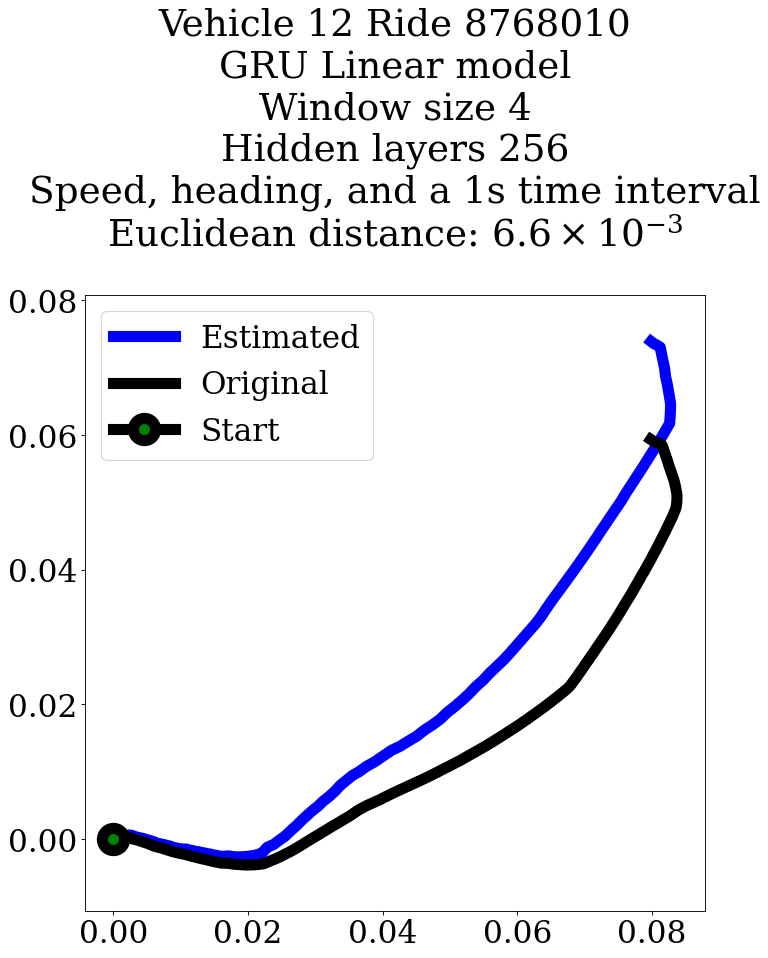 Vehicle 12 Ride 8768010
GRU Linear model
Window size 4
Hidden layers 256
Speed, heading, and a 1s time interval
Euclidean distance: 6.6 × 10⁻³
0.08
Estimated
Original
Start
0.06
0.04
0.02
0.00
0.00 0.02 0.04 0.06 0.08